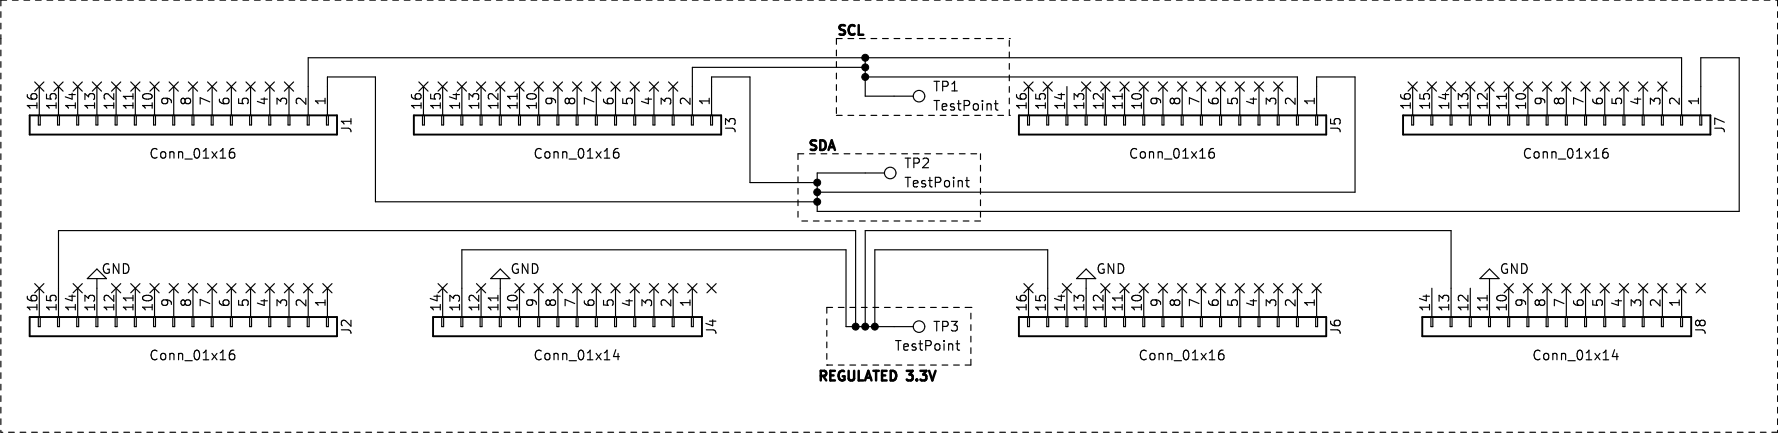 SCL
TP1
TestPoint
16 15 14 13 12 11 10 9 8 7 6 5 4 3 2 1
J1
Conn_01x16
16 15 14 13 12 11 10 9 8 7 6 5 4 3 2 1
J3
Conn_01x16
16 15 14 13 12 11 10 9 8 7 6 5 4 3 2 1
J5
Conn_01x16
16 15 14 13 12 11 10 9 8 7 6 5 4 3 2 1
J7
Conn_01x16
SDA
TP2
TestPoint
GND
16 15 14 13 12 11 10 9 8 7 6 5 4 3 2 1
J2
Conn_01x16
GND
14 13 12 11 10 9 8 7 6 5 4 3 2 1
J4
Conn_01x14
TP3
TestPoint
REGULATED 3.3V
GND
16 15 14 13 12 11 10 9 8 7 6 5 4 3 2 1
J6
Conn_01x16
GND
14 13 12 11 10 9 8 7 6 5 4 3 2 1
J8
Conn_01x14